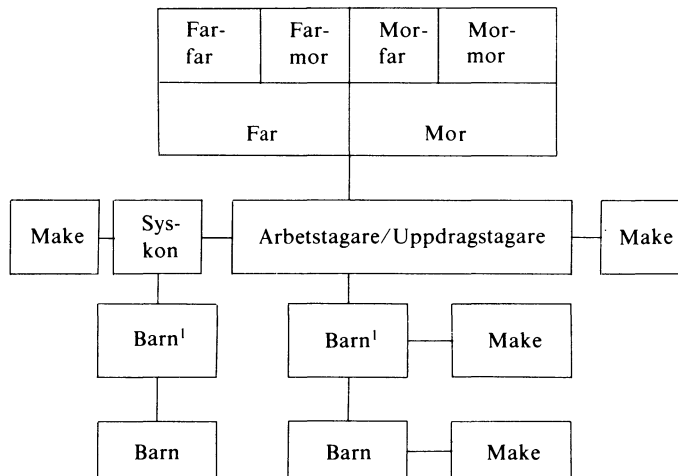 Far- Far- Mor- Mor-
far mor far mor
Far Mor
Make Sys- Arbetstagare/Uppdragstagare Make
kon
Barn¹ Barn¹ Make
Barn Barn Make